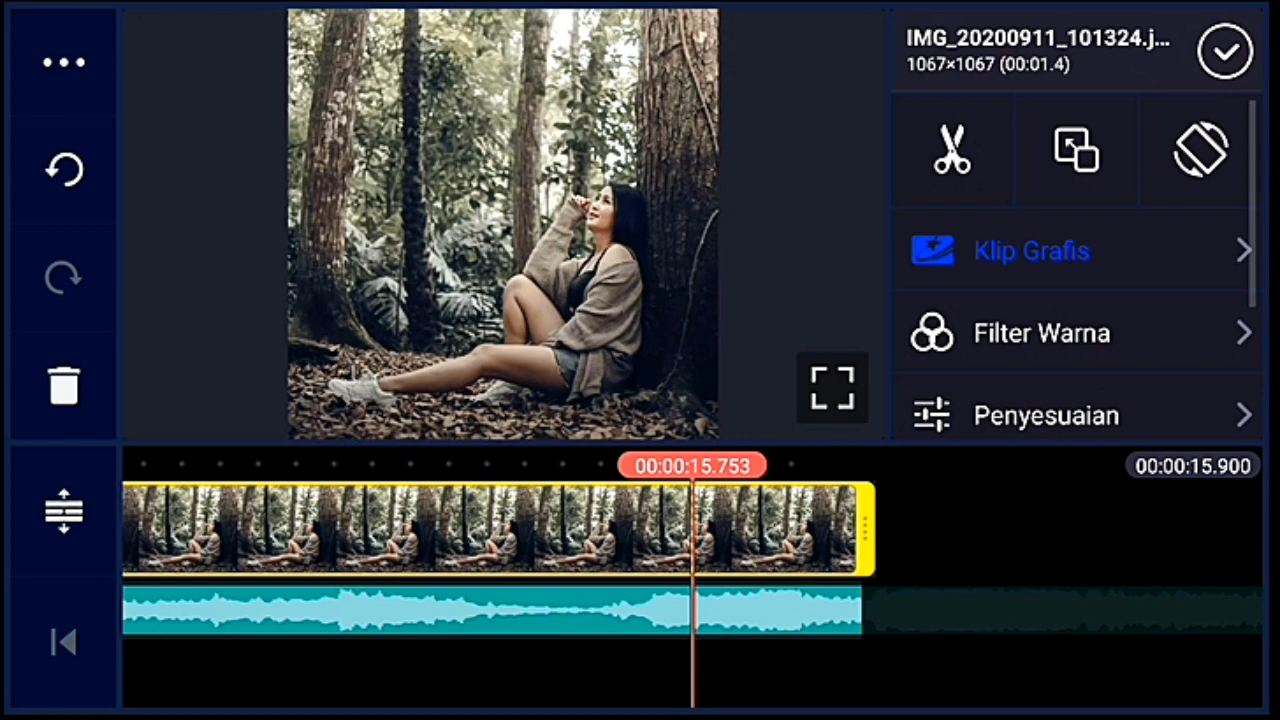 IMG_20200911_101324.j...
1067×1067 (00:01.4)
Klip Grafis
Filter Warna
Penyesuaian
00:00:15.753
00:00:15.900